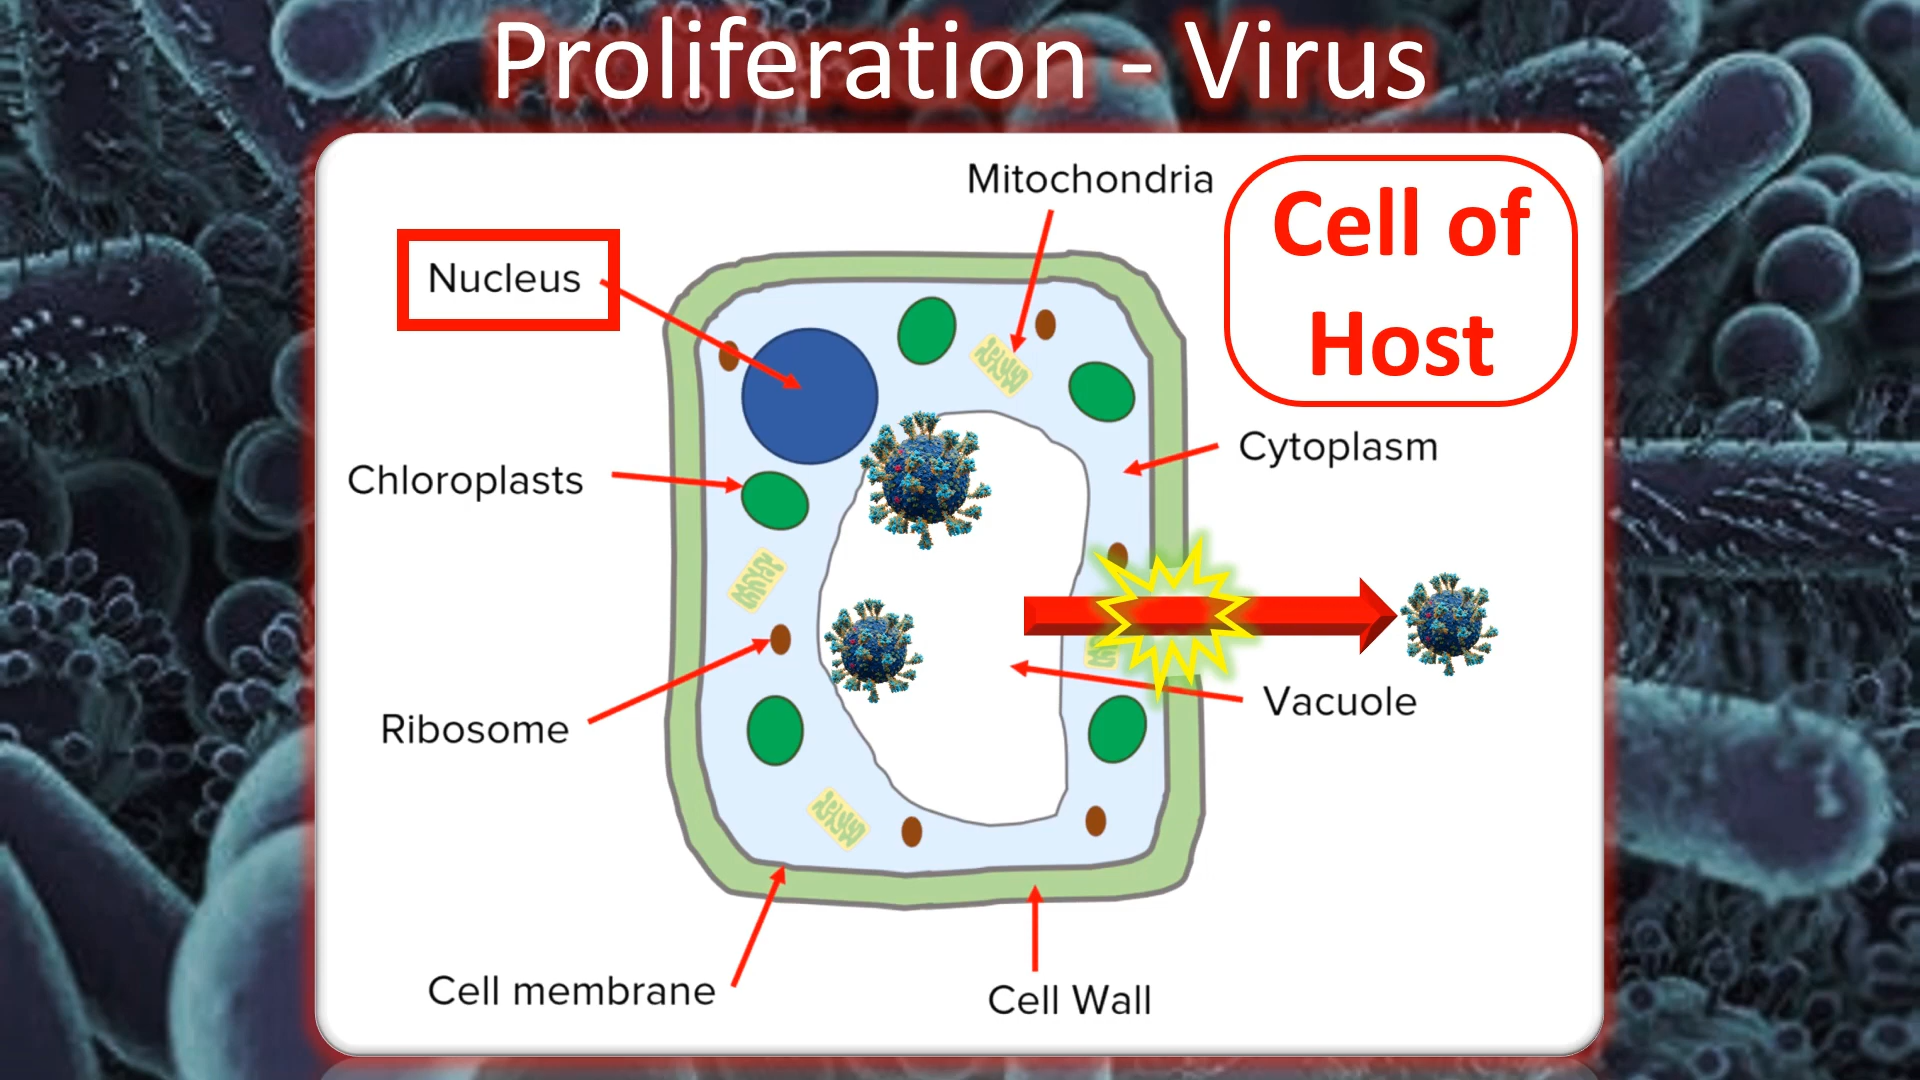 Proliferation - Virus
Mitochondria
Cell of
Host
Nucleus
Cytoplasm
Chloroplasts
Vacuole
Ribosome
Cell membrane
Cell Wall